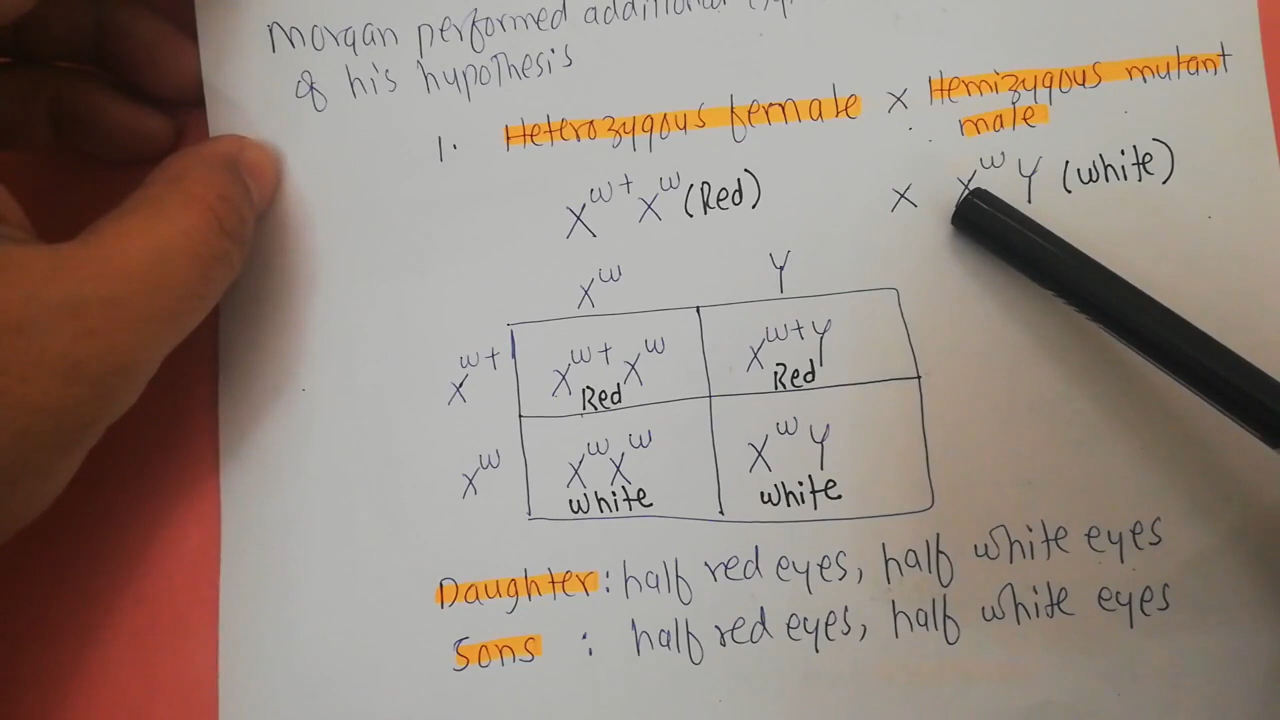 Morgan performed additional
of his hypothesis
1. Heterozygous female × Hemizygous mutant
male
X^w+ X^w (Red) × X^w Y (white)
X^w Y
X^w+ X^w+ X^w X^w+ Y
Red Red
X^w X^w X^w X^w Y
white white
Daughter: half red eyes, half white eyes
Sons : half red eyes, half white eyes